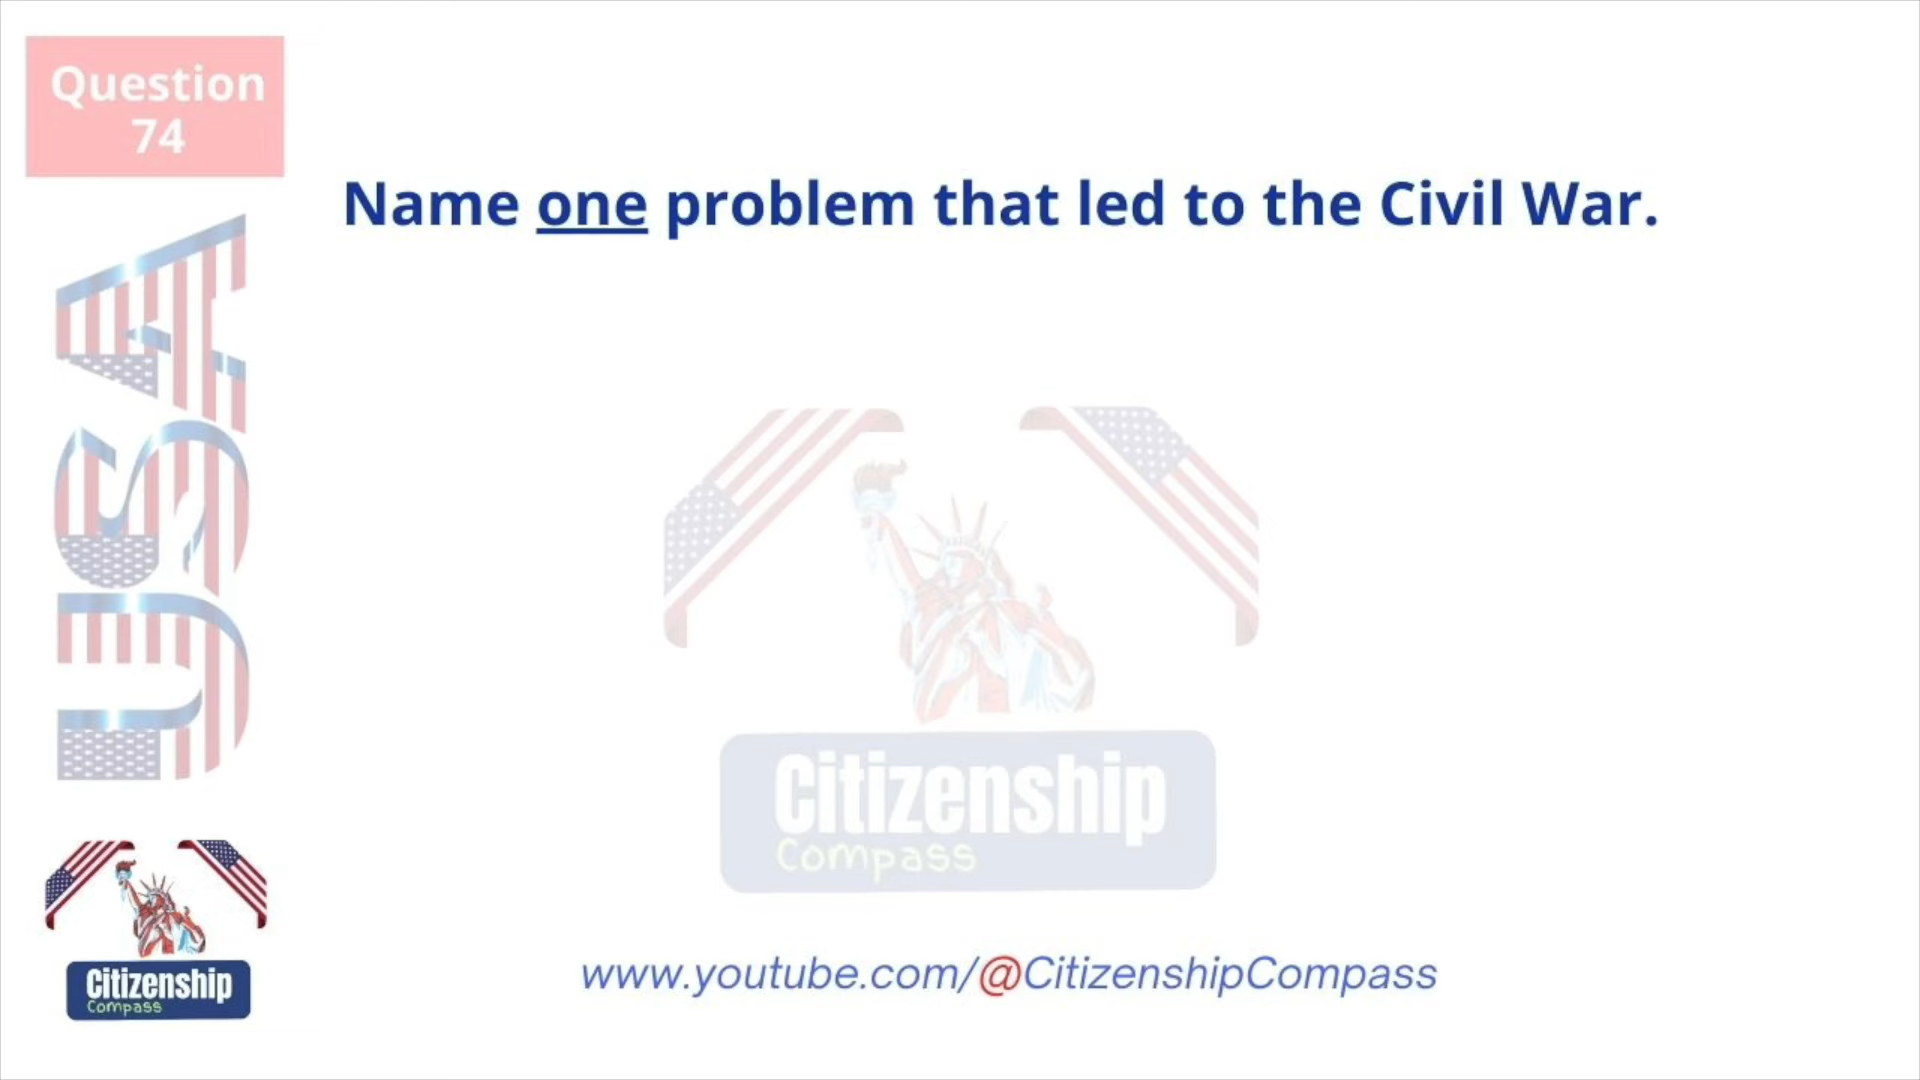 Question
74
Name one problem that led to the Civil War.
USA
Citizenship
Compass
Citizenship
Compass
www.youtube.com/@CitizenshipCompass